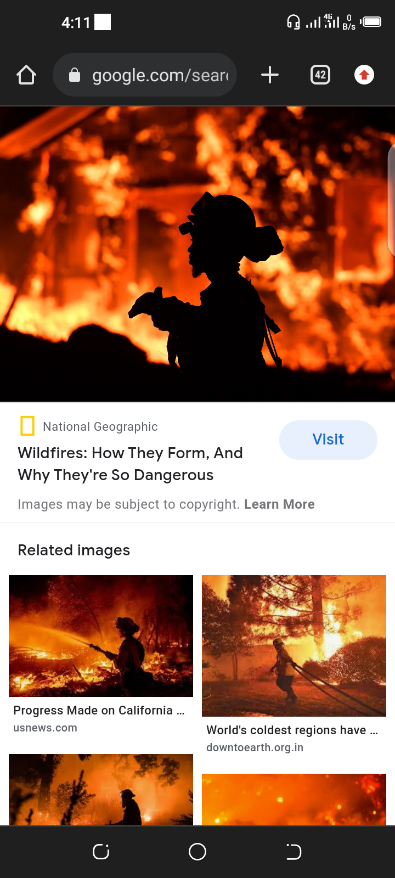 4:11
4G
0
B/s
google.com/sear
42
National Geographic
Visit
Wildfires: How They Form, And
Why They're So Dangerous
Images may be subject to copyright. Learn More
Related images
Progress Made on California ...
usnews.com
World's coldest regions have ...
downtoearth.org.in